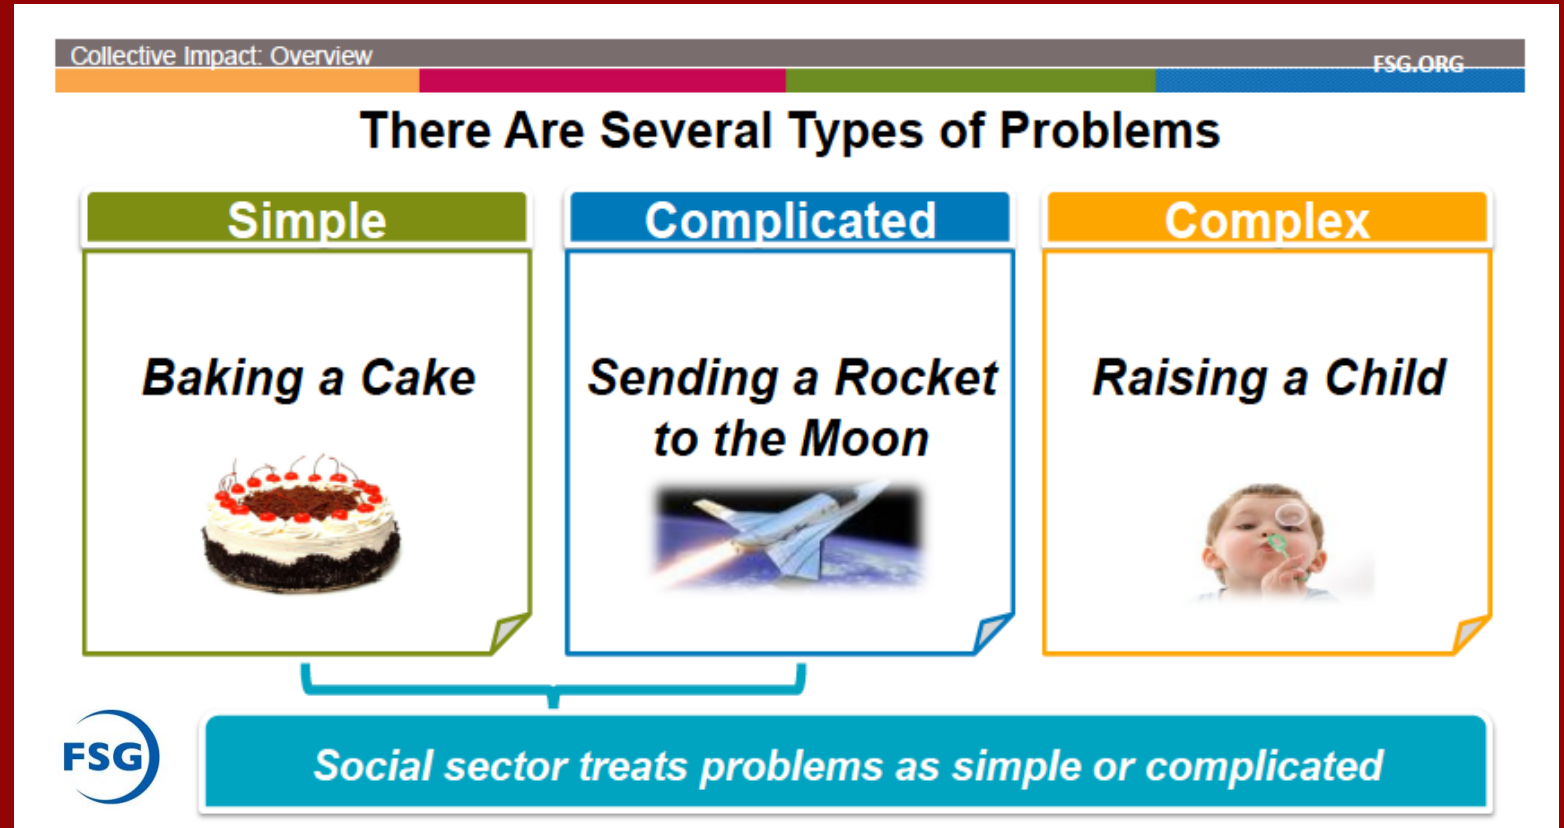 Collective Impact: Overview
FSG.ORG
There Are Several Types of Problems
Simple
Baking a Cake
Complicated
Sending a Rocket
to the Moon
Complex
Raising a Child
FSG
Social sector treats problems as simple or complicated